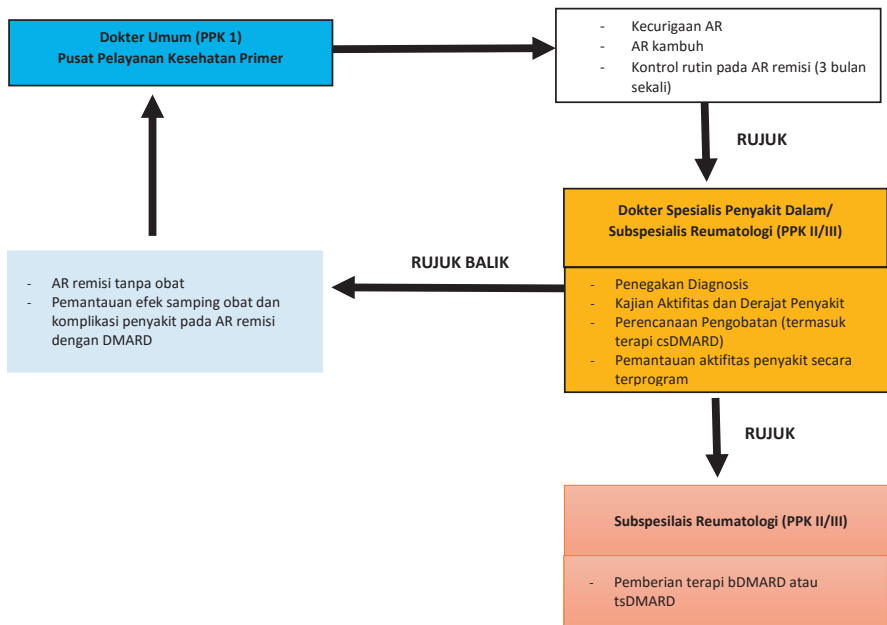 Dokter Umum (PPK 1)
Pusat Pelayanan Kesehatan Primer
- Kecurigaan AR
- AR kambuh
- Kontrol rutin pada AR remisi (3 bulan
sekali)
RUJUK
Dokter Spesialis Penyakit Dalam/
Subspesialis Reumatologi (PPK II/III)
- Penegakan Diagnosis
- Kajian Aktifitas dan Derajat Penyakit
- Perencanaan Pengobatan (termasuk
terapi csDMARD)
- Pemantauan aktifitas penyakit secara
terprogram
RUJUK BALIK
- AR remisi tanpa obat
- Pemantauan efek samping obat dan
komplikasi penyakit pada AR remisi
dengan DMARD
RUJUK
Subspesilais Reumatologi (PPK II/III)
- Pemberian terapi bDMARD atau
tsDMARD